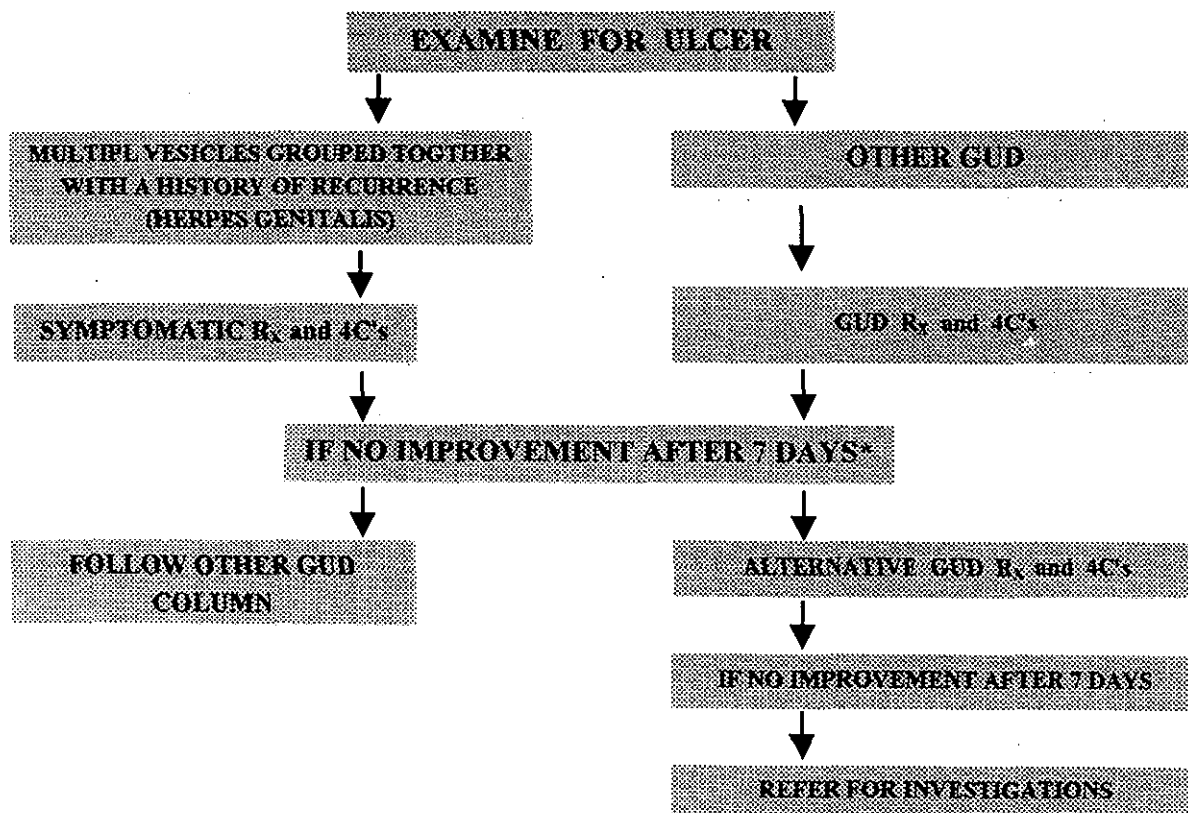 EXAMINE FOR ULCER
MULTIPL VESICLES GROUPED TOGTHER
WITH A HISTORY OF RECURRENCE
(HERPES GENITALIS)
OTHER GUD
SYMPTOMATIC Rx and 4C's
GUD Rx and 4C's
IF NO IMPROVEMENT AFTER 7 DAYS*
FOLLOW OTHER GUD
COLUMN
ALTERNATIVE GUD Rx and 4C's
IF NO IMPROVEMENT AFTER 7 DAYS
REFER FOR INVESTIGATIONS